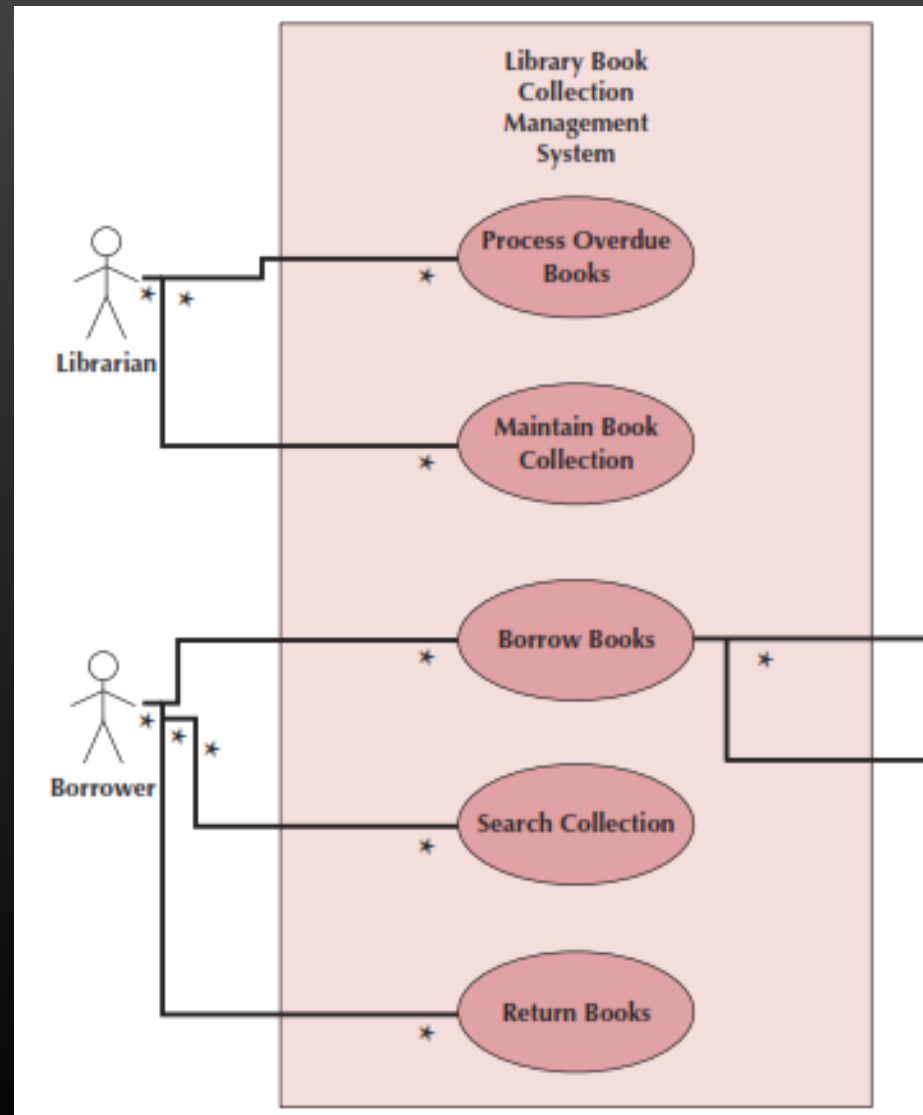 Library Book
Collection
Management
System
Process Overdue
Books
*
*
*
Librarian
Maintain Book
Collection
*
Borrow Books
*
*
*
*
*
Borrower
Search Collection
*
Return Books
*